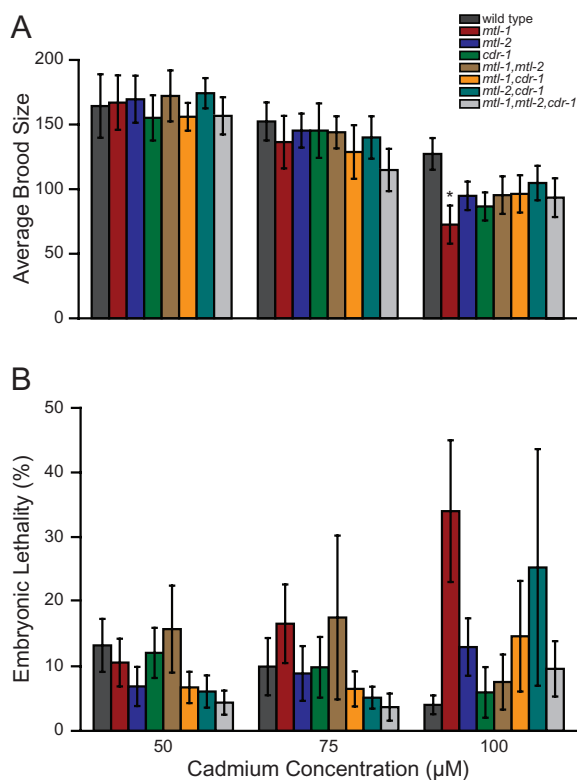 A
wild type
mtl-1
mtl-2
cdr-1
mtl-1,mtl-2
mtl-1,cdr-1
mtl-2,cdr-1
mtl-1,mtl-2,cdr-1
Average Brood Size
200
150
100
50
0
*
B
Embryonic Lethality (%)
50
40
30
20
10
0
50 75 100
Cadmium Concentration (µM)